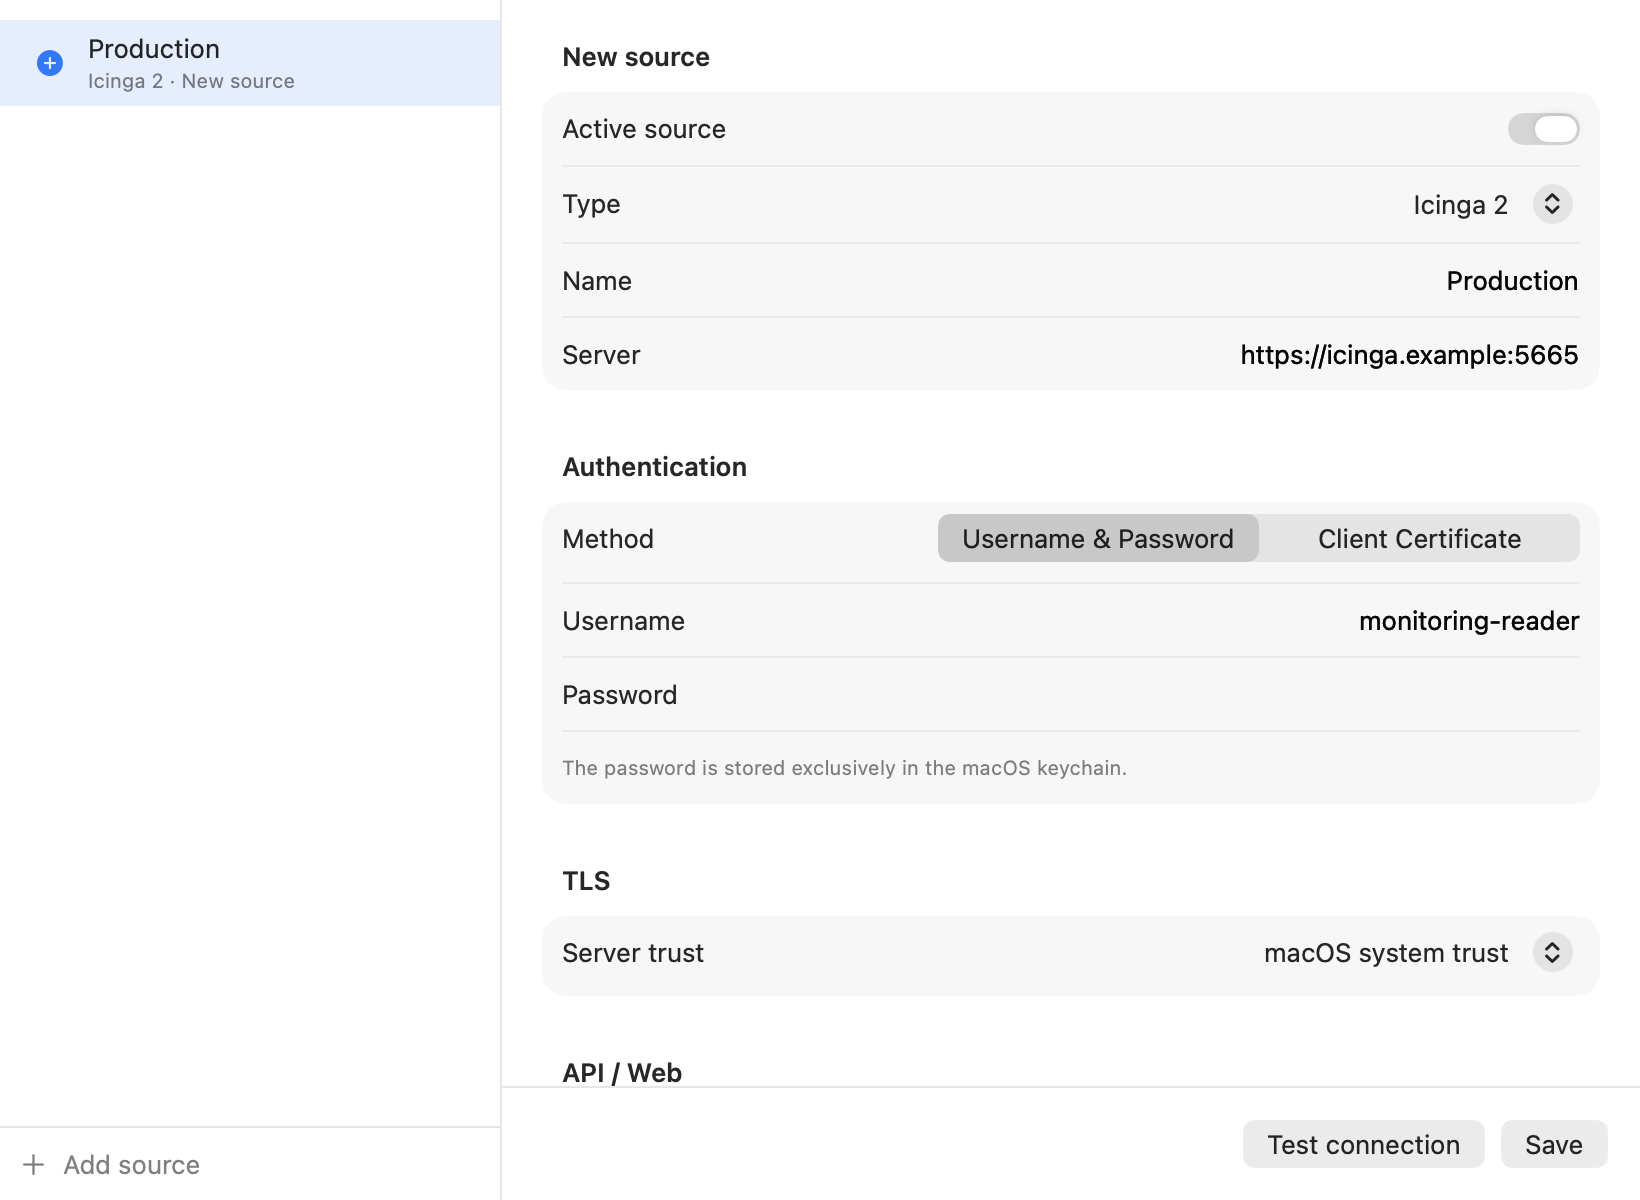 Production
Icinga 2 · New source
Add source
New source
Active source
Type Icinga 2
Name Production
Server https://icinga.example:5665
Authentication
Method Username & Password Client Certificate
Username monitoring-reader
Password
The password is stored exclusively in the macOS keychain.
TLS
Server trust macOS system trust
API / Web
Test connection Save